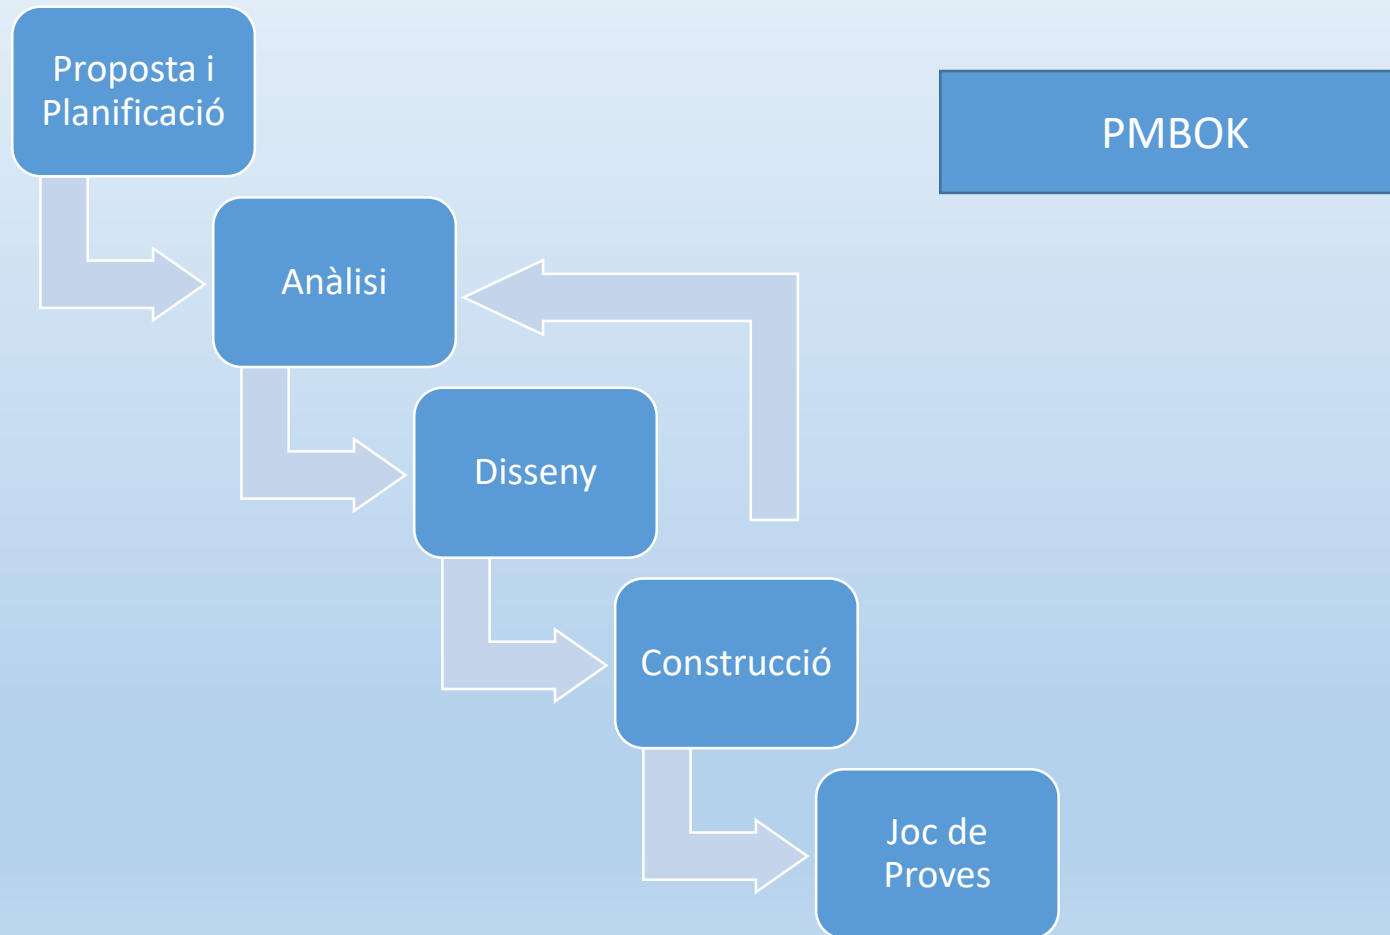 Proposta i
Planificació
PMBOK
Anàlisi
Disseny
Construcció
Joc de
Proves